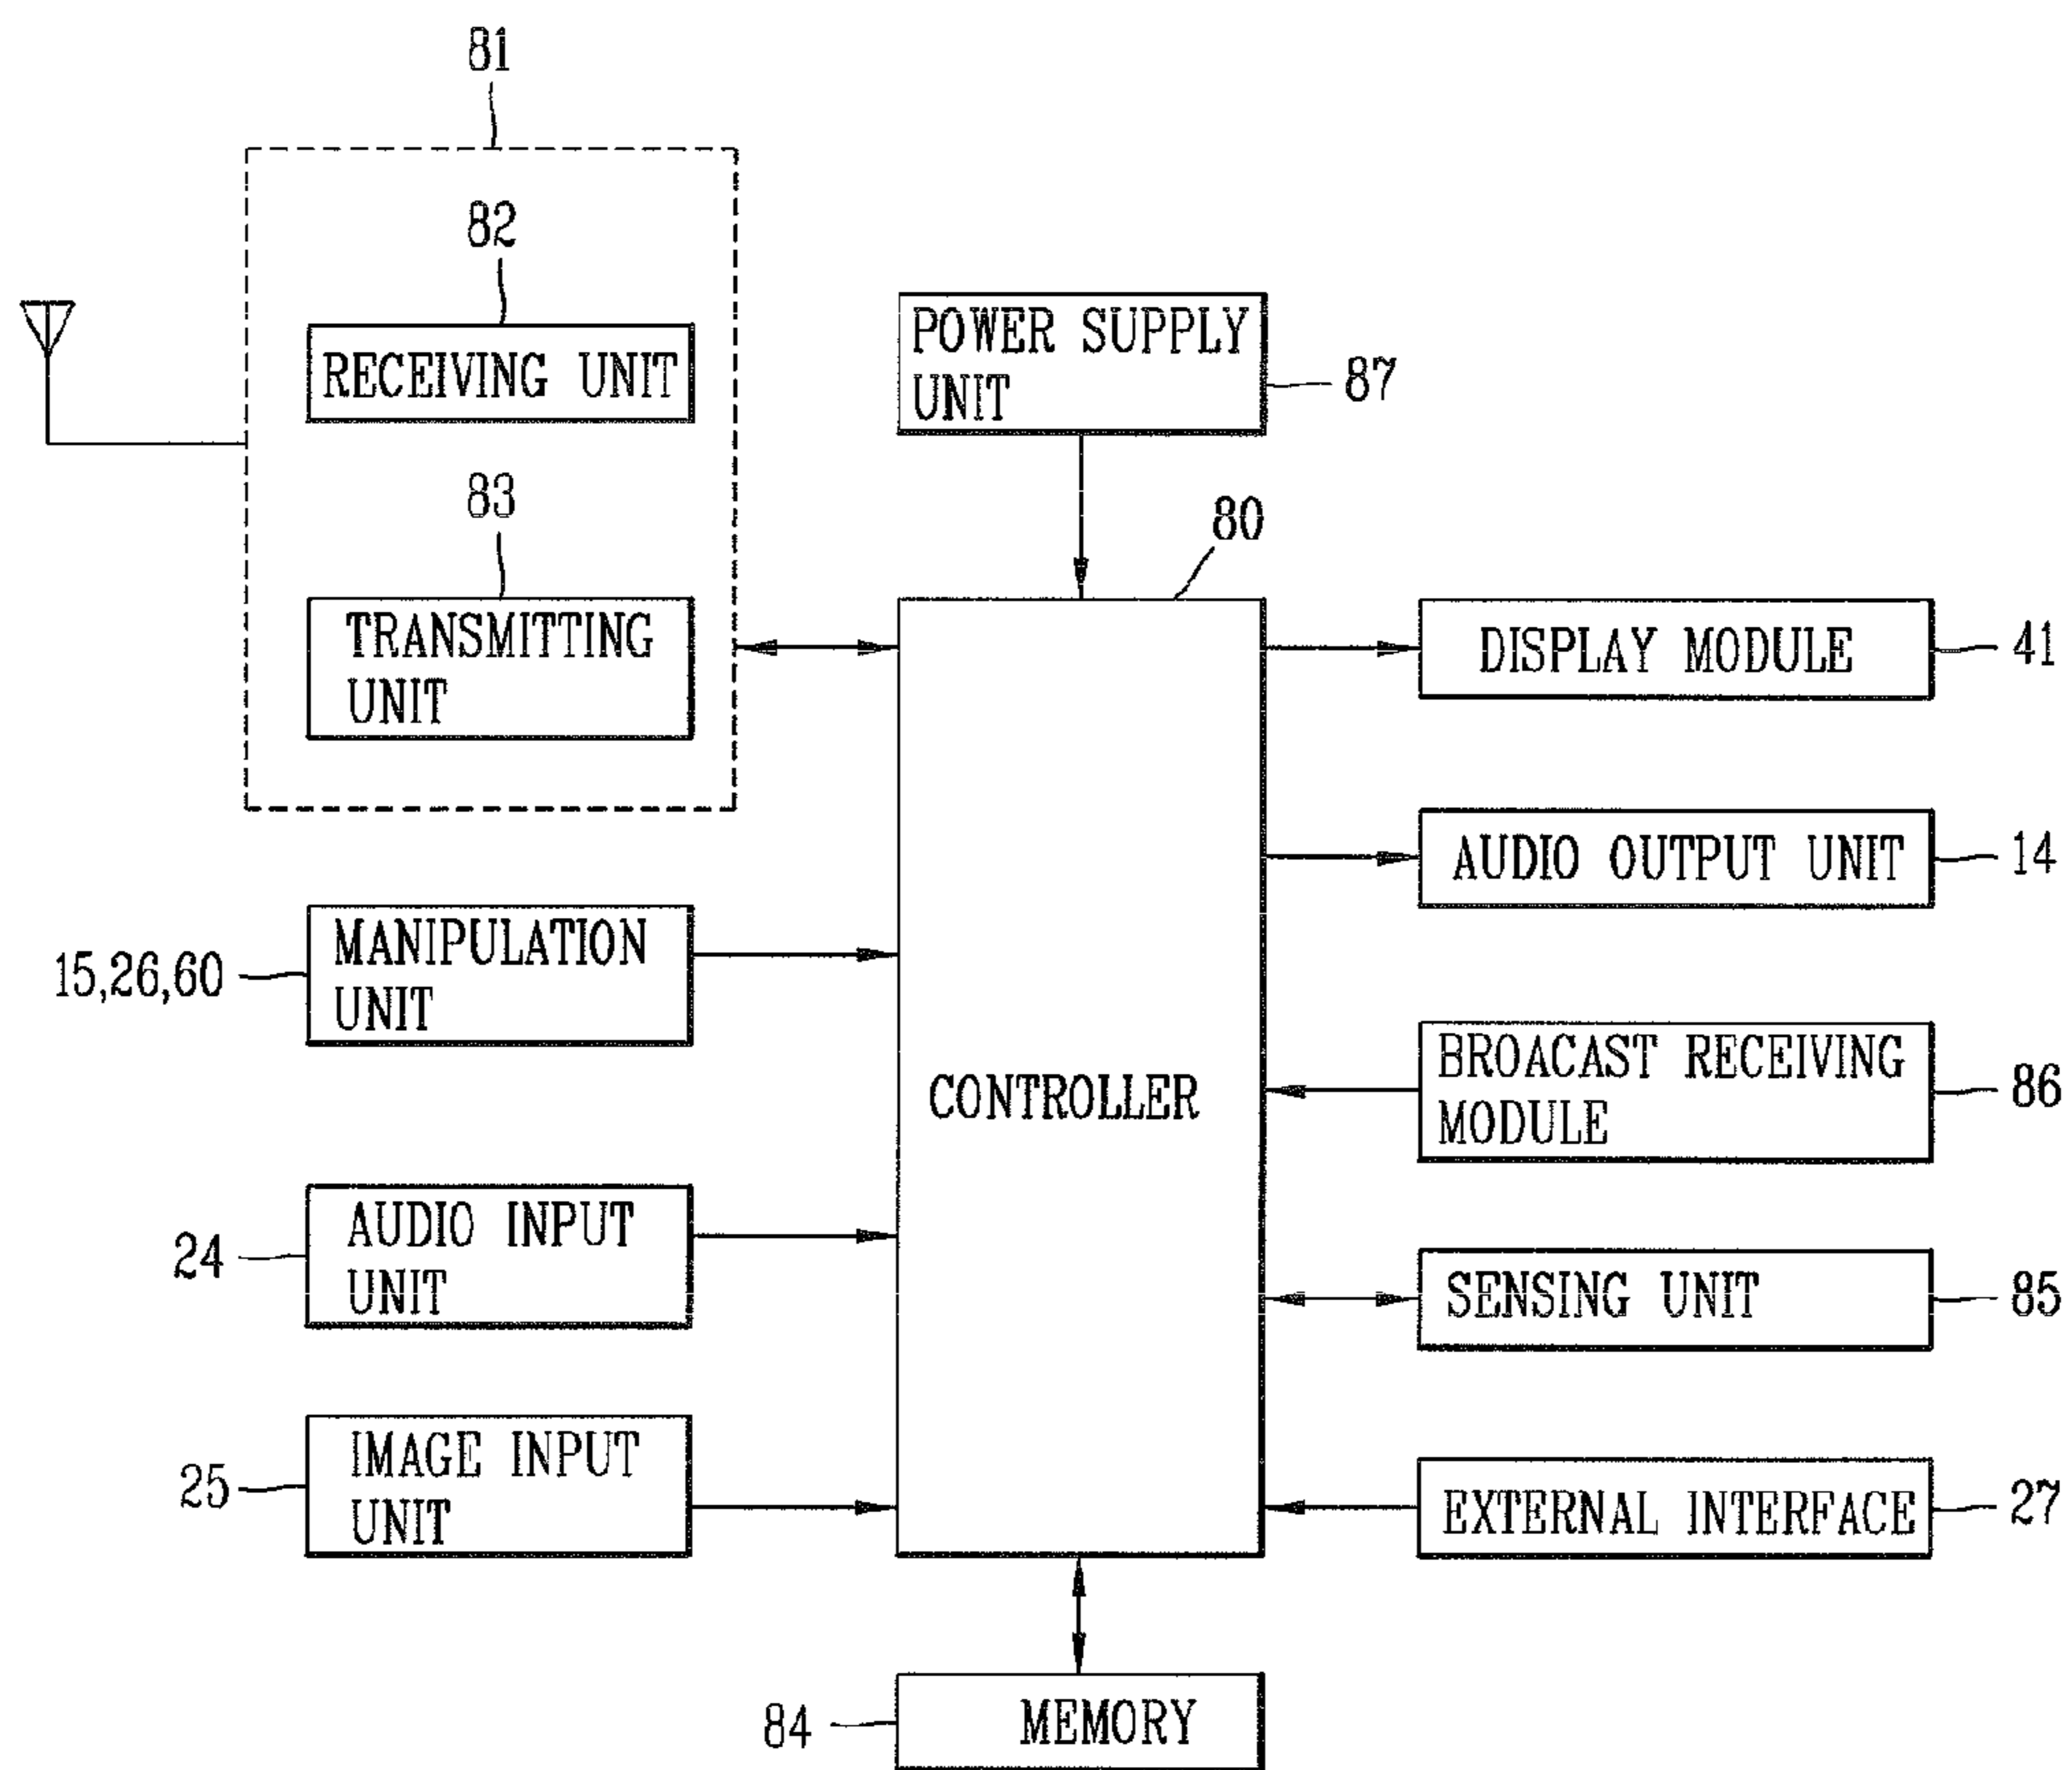 81
82
RECEIVING UNIT
83
TRANSMITTING
UNIT
POWER SUPPLY
UNIT
87
80
CONTROLLER
15,26,60
MANIPULATION
UNIT
24
AUDIO INPUT
UNIT
25
IMAGE INPUT
UNIT
DISPLAY MODULE
41
AUDIO OUTPUT UNIT
14
BROACAST RECEIVING
MODULE
86
SENSING UNIT
85
EXTERNAL INTERFACE
27
84
MEMORY